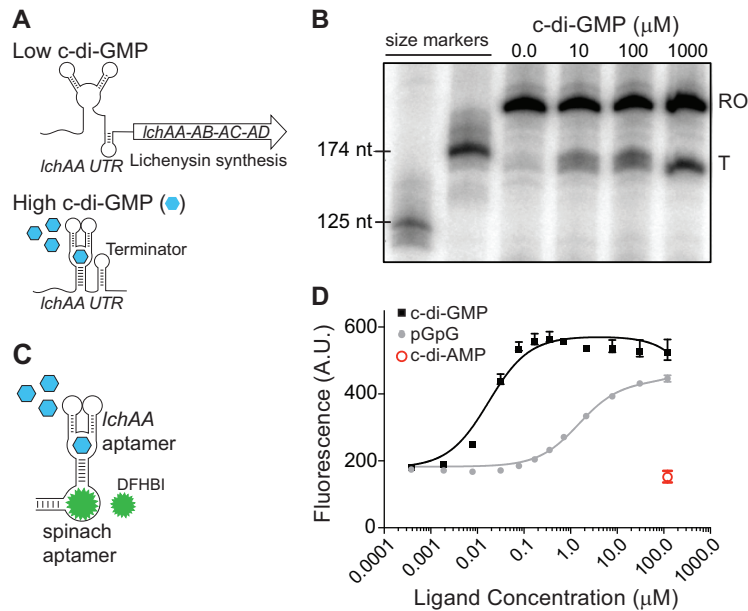 A
Low c-di-GMP
lchAA-AB-AC-AD
lchAA UTR
Lichenysin synthesis
High c-di-GMP ( )
Terminator
lchAA UTR
B
c-di-GMP (μM)
size markers
0.0 10 100 1000
RO
174 nt
T
125 nt
C
lchAA
aptamer
DFHBI
spinach
aptamer
D
c-di-GMP
pGpG
c-di-AMP
600
400
200
0
Fluorescence (A.U.)
0.0001 0.001 0.01 0.1 1.0 10.0 100.0 1000.0
Ligand Concentration (μM)